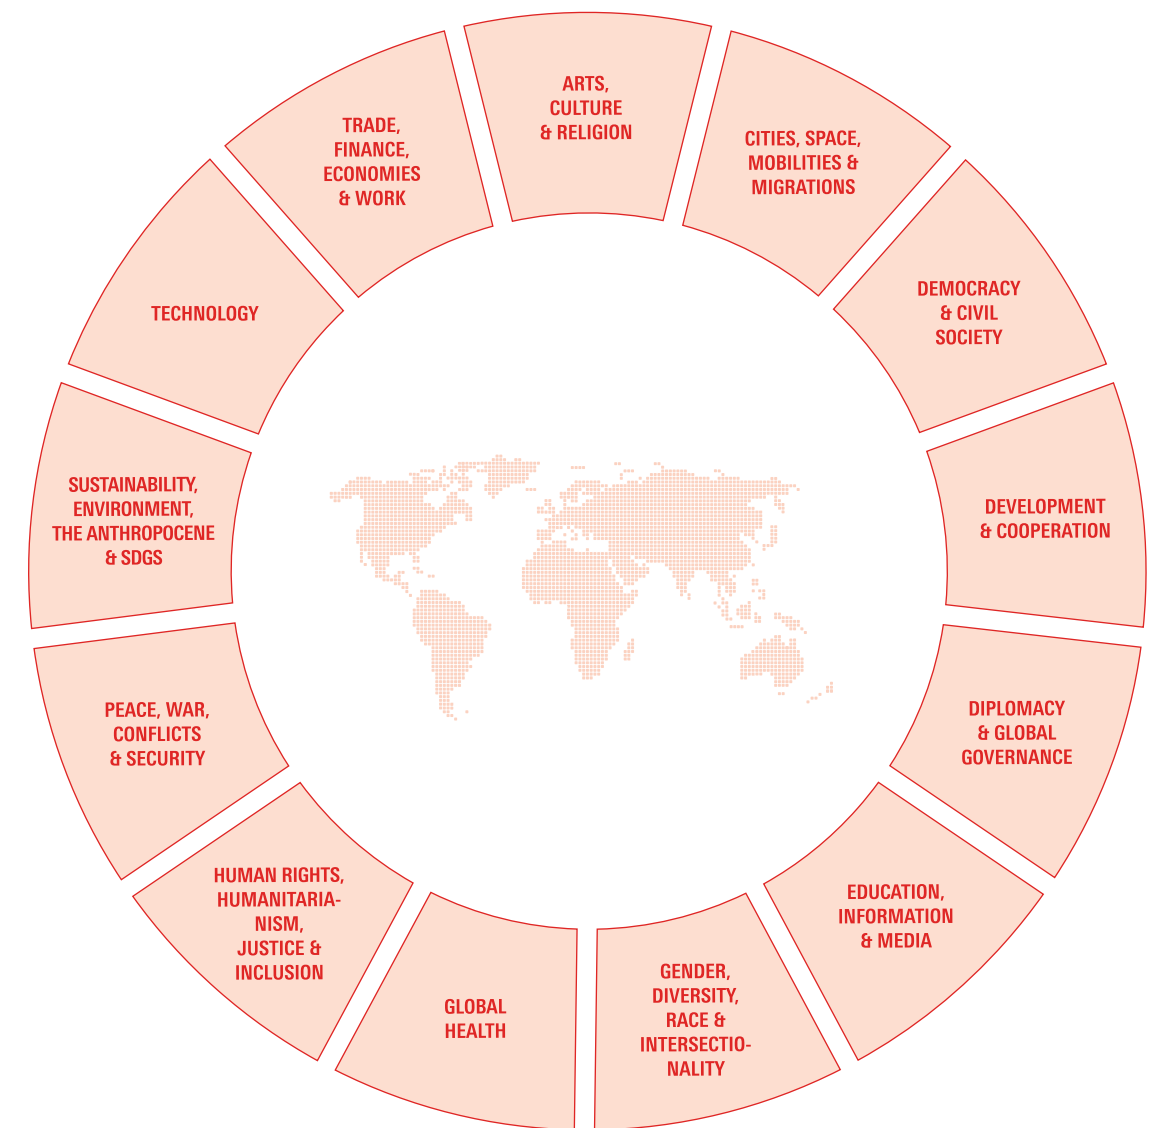 ARTS,
CULTURE
& RELIGION
CITIES, SPACE,
MOBILITIES &
MIGRATIONS
DEMOCRACY
& CIVIL
SOCIETY
DEVELOPMENT
& COOPERATION
DIPLOMACY
& GLOBAL
GOVERNANCE
EDUCATION,
INFORMATION
& MEDIA
GENDER,
DIVERSITY,
RACE &
INTERSECTIO-
NALITY
GLOBAL
HEALTH
HUMAN RIGHTS,
HUMANITARIA-
NISM,
JUSTICE &
INCLUSION
PEACE, WAR,
CONFLICTS
& SECURITY
SUSTAINABILITY,
ENVIRONMENT,
THE ANTHROPOCENE
& SDGS
TECHNOLOGY
TRADE,
FINANCE,
ECONOMIES
& WORK